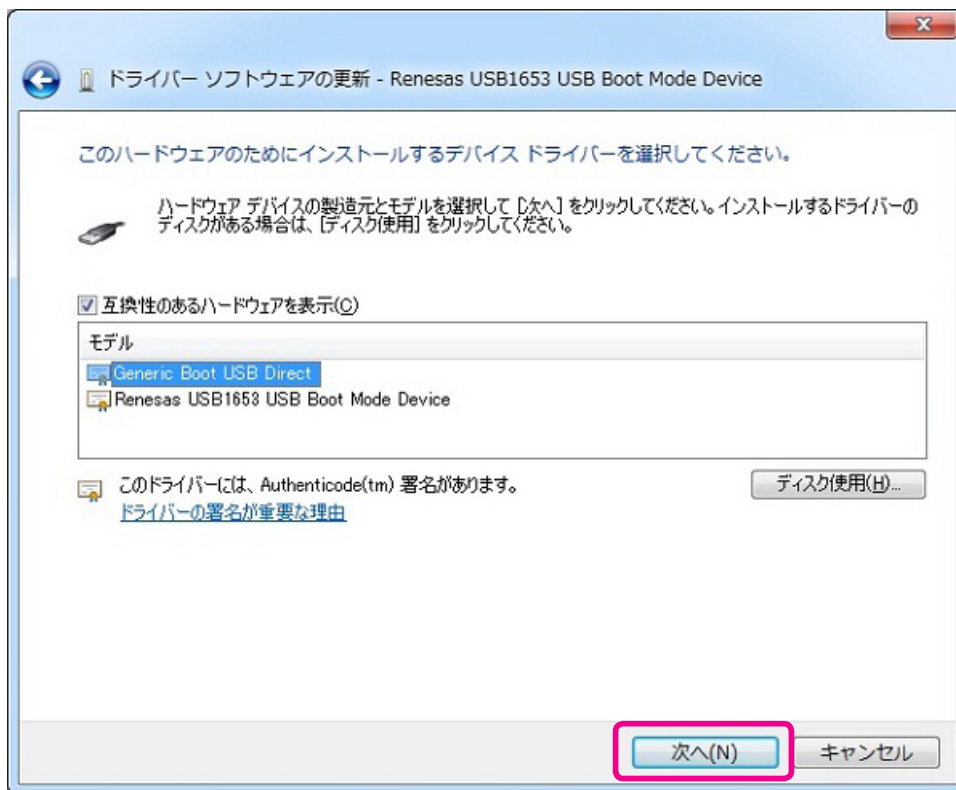 ドライバー ソフトウェアの更新 - Renesas USB1653 USB Boot Mode Device
このハードウェアのためにインストールするデバイス ドライバーを選択してください。
ハードウェア デバイスの製造元とモデルを選択して [次へ] をクリックしてください。インストールするドライバーの
ディスクがある場合は、[ディスク使用] をクリックしてください。
互換性のあるハードウェアを表示(C)
モデル
Generic Boot USB Direct
Renesas USB1653 USB Boot Mode Device
このドライバーには、Authenticode(tm) 署名があります。
ディスク使用(H)...
ドライバーの署名が重要な理由
次へ(N)
キャンセル